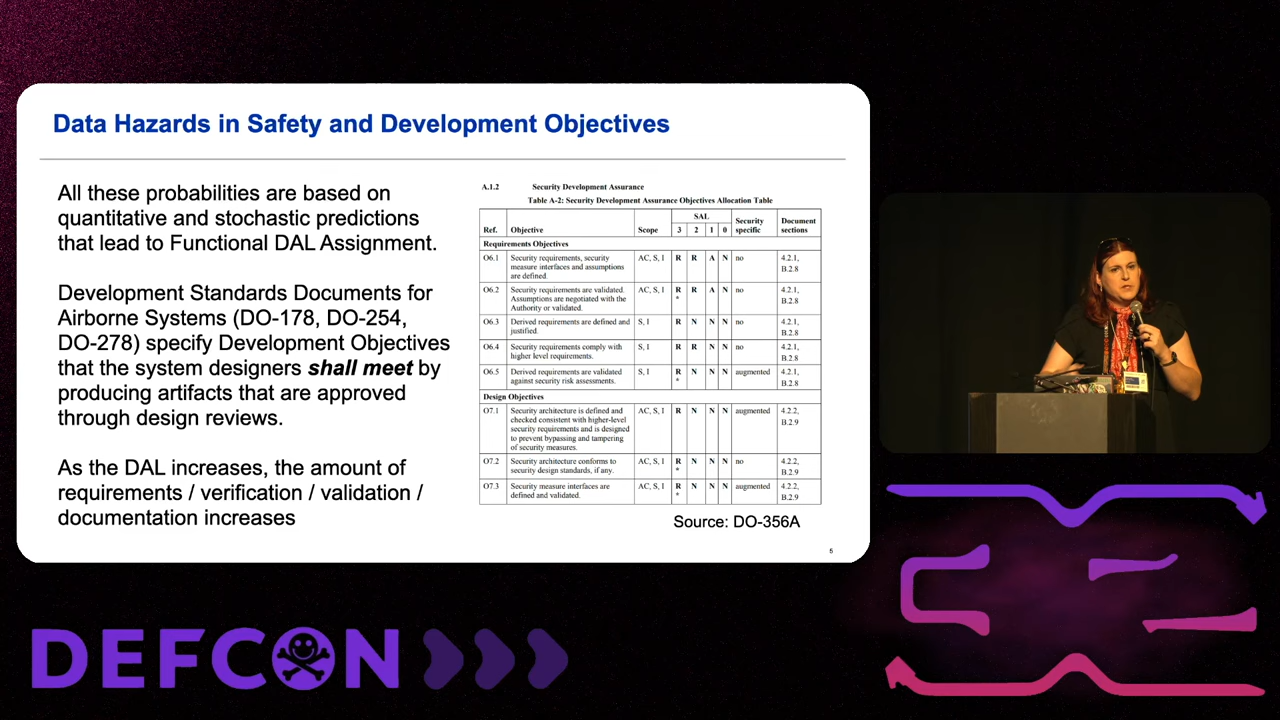 Data Hazards in Safety and Development Objectives
All these probabilities are based on
quantitative and stochastic predictions
that lead to Functional DAL Assignment.
Development Standards Documents for
Airborne Systems (DO-178, DO-254,
DO-278) specify Development Objectives
that the system designers shall meet by
producing artifacts that are approved
through design reviews.
As the DAL increases, the amount of
requirements / verification / validation /
documentation increases
A.1.2 Security Development Assurance
Table A-2: Security Development Assurance Objectives Allocation Table
Ref. Objective Scope SAL Security specific Document sections
3 2 1 0
Requirements Objectives
O6.1 Security requirements, security measure interfaces and assumptions are defined. AC, S, I R R A N no 4.2.1, B.2.8
O6.2 Security requirements are validated. Assumptions are negotiated with the Authority or validated. AC, S, I R* R A N no 4.2.1, B.2.8
O6.3 Derived requirements are defined and justified. S, I R N N N no 4.2.1, B.2.8
O6.4 Security requirements comply with higher level requirements. S, I R R N N no 4.2.1, B.2.8
O6.5 Derived requirements are validated against security risk assessments. S, I R* N N N augmented 4.2.1, B.2.8
Design Objectives
O7.1 Security architecture is defined and checked consistent with higher-level security requirements and is designed to prevent bypassing and tampering of security measures. AC, S, I R N N N augmented 4.2.2, B.2.9
O7.2 Security architecture conforms to security design standards, if any. AC, S, I R* N N N no 4.2.2, B.2.9
O7.3 Security measure interfaces are defined and validated. AC, S, I R* N N N augmented 4.2.2, B.2.9
Source: DO-356A
5
DEFCON